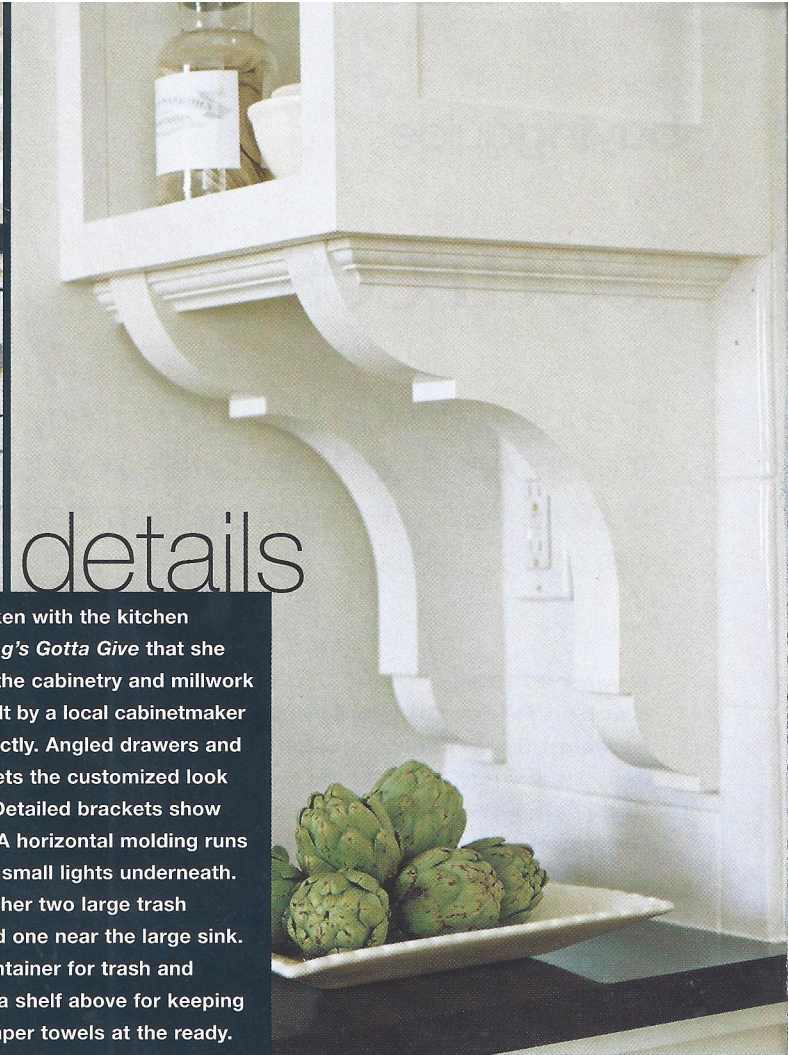 details
ken with the kitchen
g’s Gotta Give that she
the cabinetry and millwork
lt by a local cabinetmaker
ctly. Angled drawers and
ets the customized look
Detailed brackets show
A horizontal molding runs
small lights underneath.
her two large trash
d one near the large sink.
ntainer for trash and
a shelf above for keeping
aper towels at the ready.